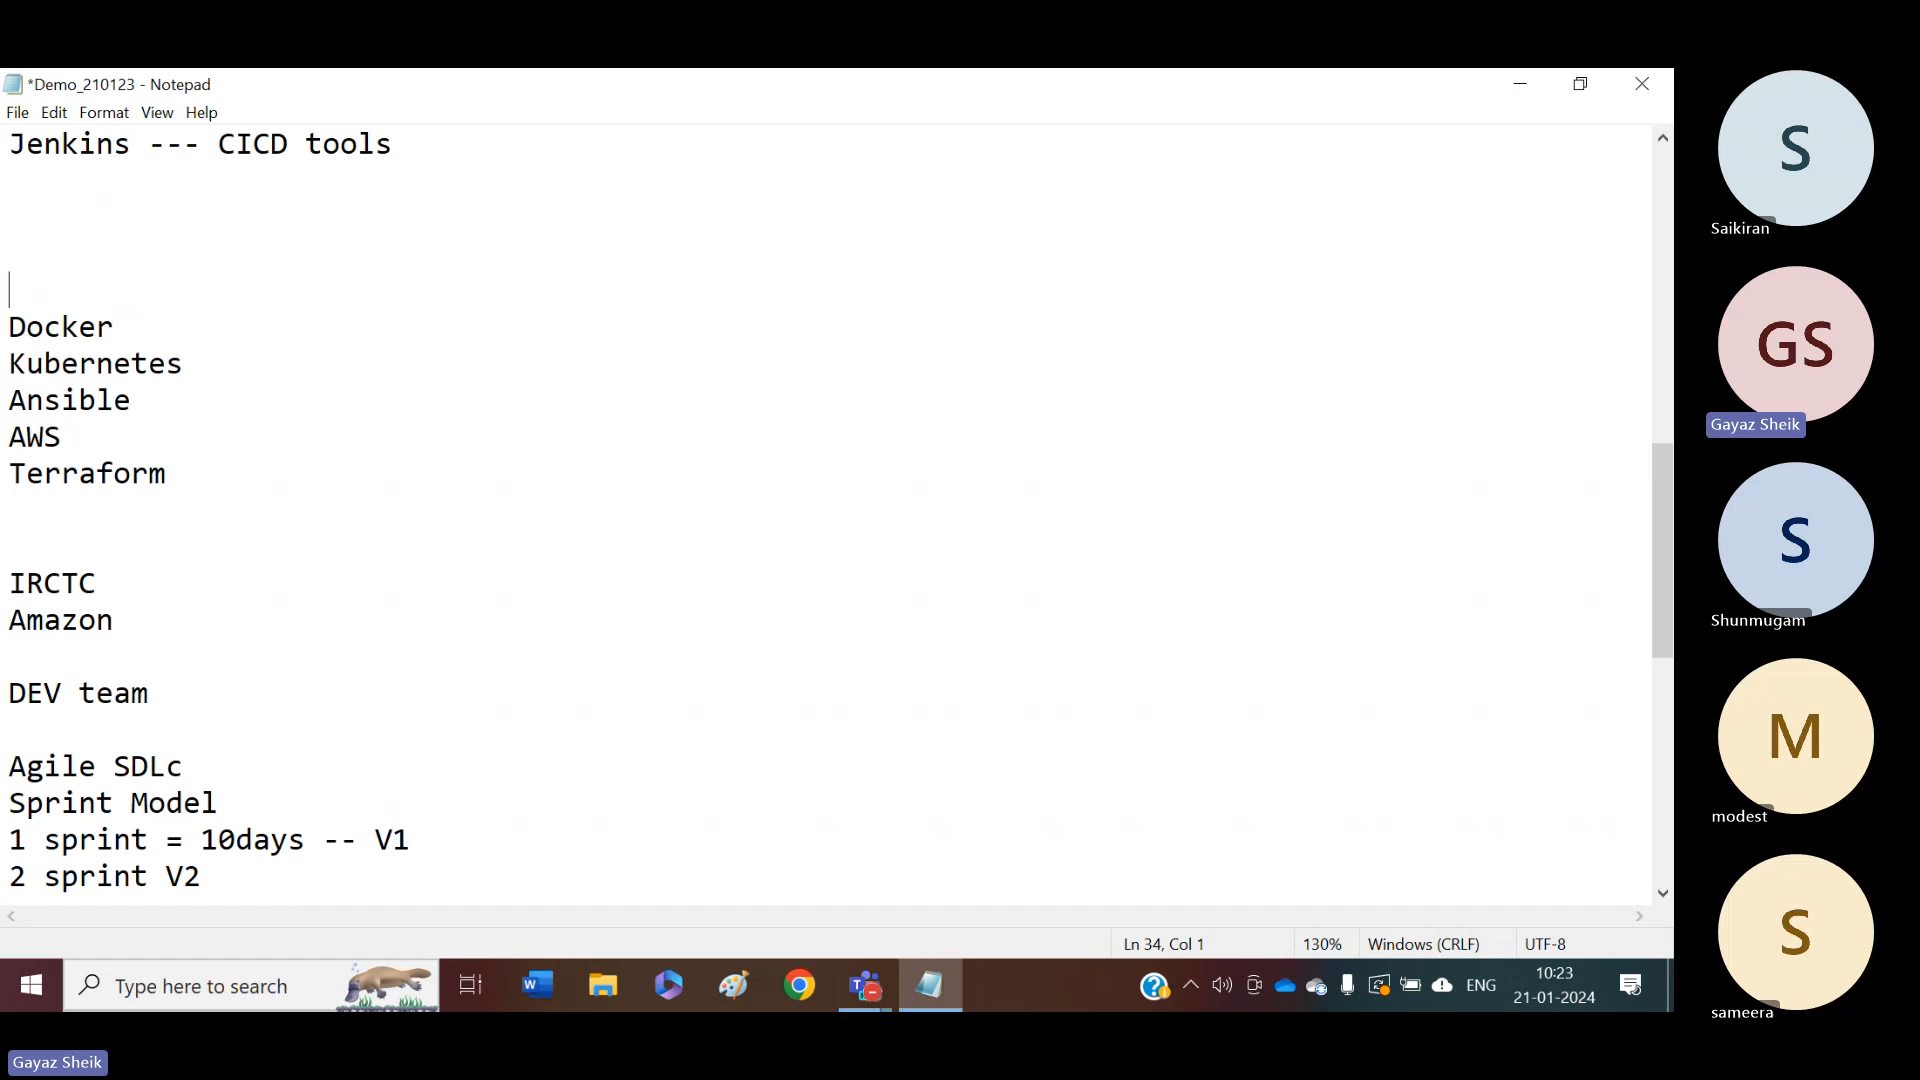 *Demo_210123 - Notepad
File Edit Format View Help
Jenkins --- CICD tools
Docker
Kubernetes
Ansible
AWS
Terraform
IRCTC
Amazon
DEV team
Agile SDLc
Sprint Model
1 sprint = 10days -- V1
2 sprint V2
Ln 34, Col 1
130%
Windows (CRLF)
UTF-8
Type here to search
ENG
10:23
21-01-2024
S
Saikiran
GS
Gayaz Sheik
S
Shunmugam
M
modest
S
sameera
Gayaz Sheik